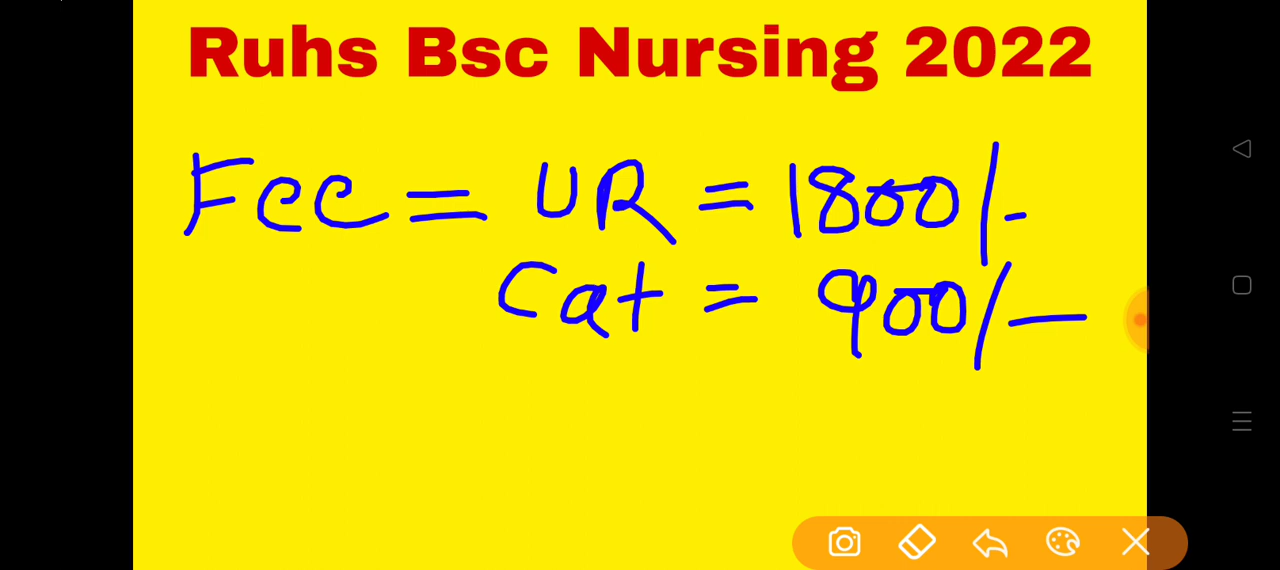 Ruhs Bsc Nursing 2022
Fee = UR = 1800/-
Cat = 900/-